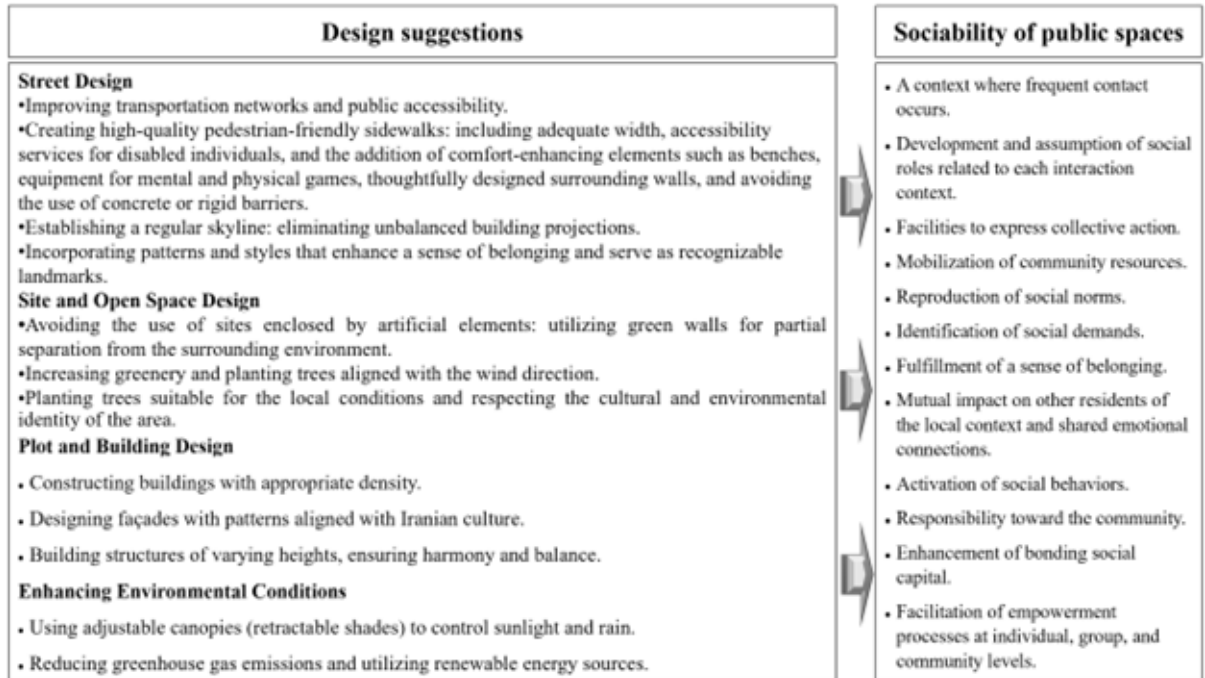 Design suggestions
Street Design
•Improving transportation networks and public accessibility.
•Creating high-quality pedestrian-friendly sidewalks: including adequate width, accessibility
services for disabled individuals, and the addition of comfort-enhancing elements such as benches,
equipment for mental and physical games, thoughtfully designed surrounding walls, and avoiding
the use of concrete or rigid barriers.
•Establishing a regular skyline: eliminating unbalanced building projections.
•Incorporating patterns and styles that enhance a sense of belonging and serve as recognizable
landmarks.
Site and Open Space Design
•Avoiding the use of sites enclosed by artificial elements: utilizing green walls for partial
separation from the surrounding environment.
•Increasing greenery and planting trees aligned with the wind direction.
•Planting trees suitable for the local conditions and respecting the cultural and environmental
identity of the area.
Plot and Building Design
• Constructing buildings with appropriate density.
• Designing façades with patterns aligned with Iranian culture.
• Building structures of varying heights, ensuring harmony and balance.
Enhancing Environmental Conditions
• Using adjustable canopies (retractable shades) to control sunlight and rain.
• Reducing greenhouse gas emissions and utilizing renewable energy sources.
Sociability of public spaces
• A context where frequent contact
occurs.
• Development and assumption of social
roles related to each interaction
context.
• Facilities to express collective action.
• Mobilization of community resources.
• Reproduction of social norms.
• Identification of social demands.
• Fulfillment of a sense of belonging.
• Mutual impact on other residents of
the local context and shared emotional
connections.
• Activation of social behaviors.
• Responsibility toward the community.
• Enhancement of bonding social
capital.
• Facilitation of empowerment
processes at individual, group, and
community levels.